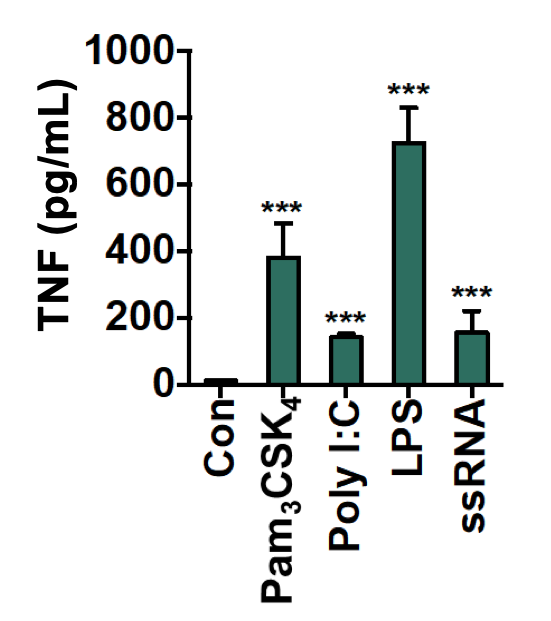 TNF (pg/mL)
1000
800
600
400
200
0
***
***
***
***
Con
Pam₃CSK₄
Poly I:C
LPS
ssRNA